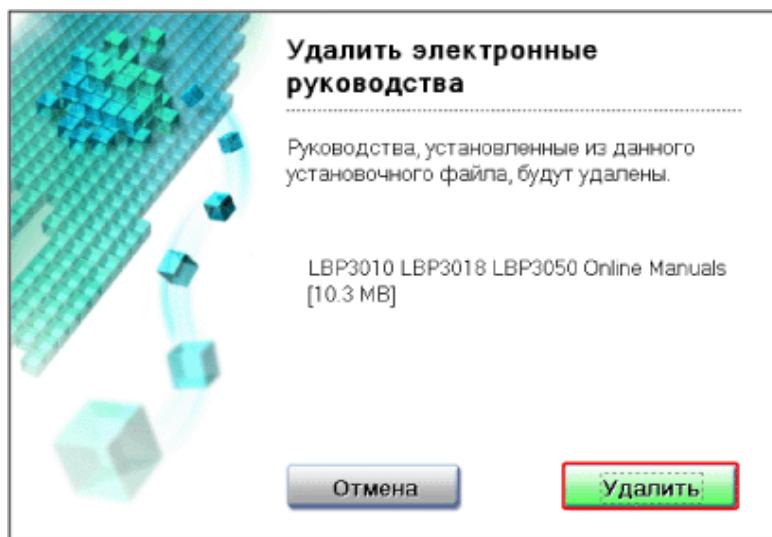 Удалить электронные
руководства
Руководства, установленные из данного
установочного файла, будут удалены.
LBP3010 LBP3018 LBP3050 Online Manuals
[10.3 MB]
Отмена
Удалить